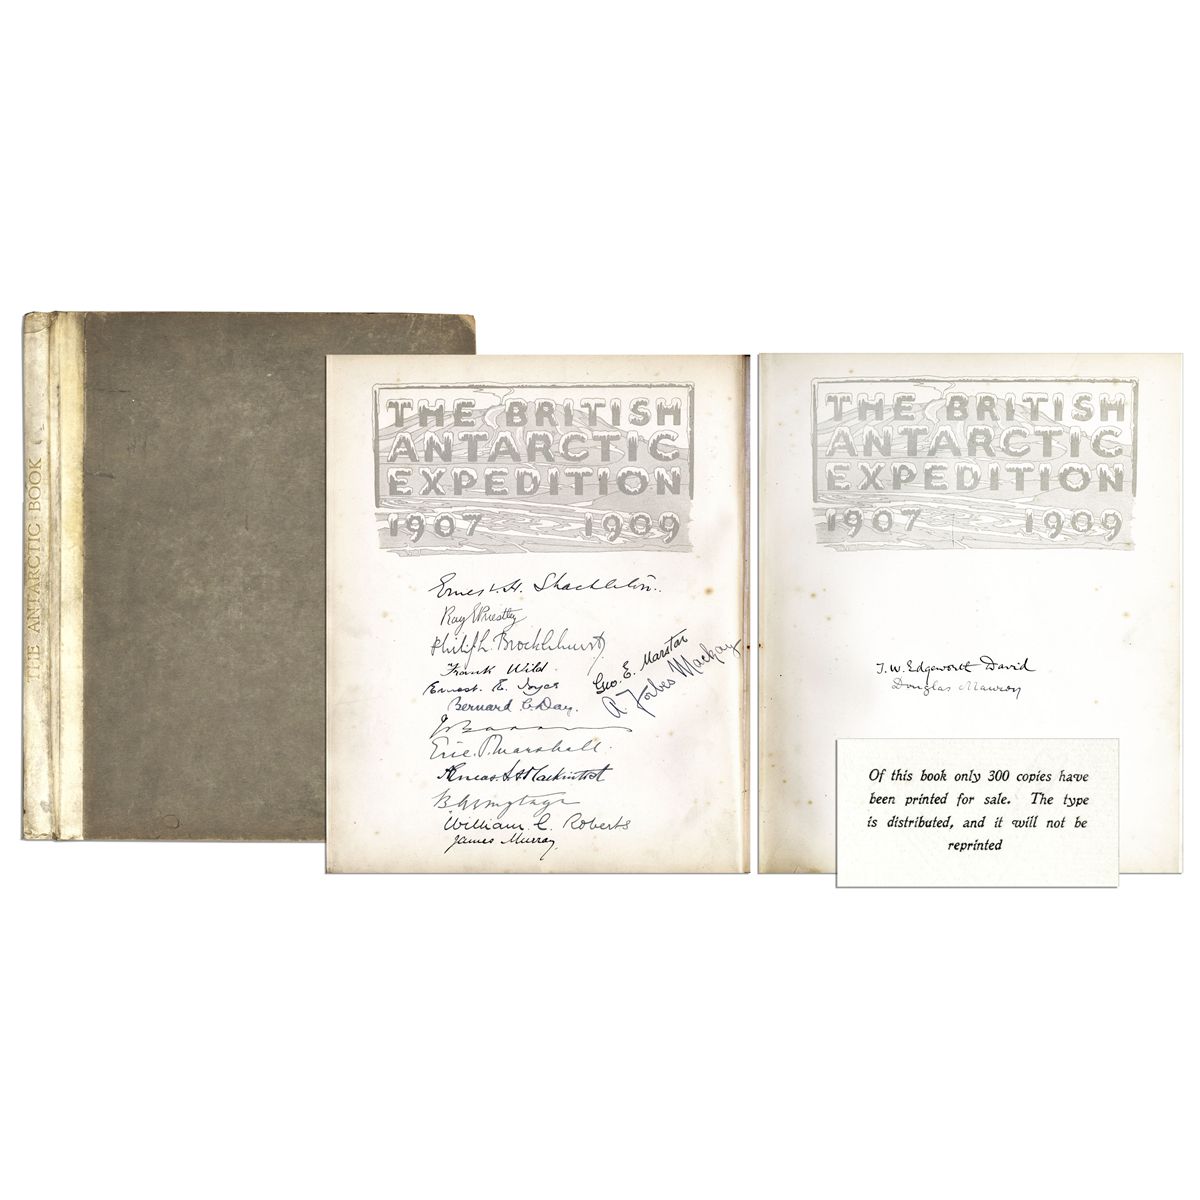 THE ANTARCTIC BOOK
THE BRITISH
ANTARCTIC
EXPEDITION
1907 1909
Ernest H. Shackleton.
Ray E Priestley
Philip L. Brocklehurst
Frank Wild.
Ernest. E. Joyce
Bernard C. Day.
Geo. E. Marston
A Forbes Mackay
Eric. S. Marshall.
Aeneas L A Mackintosh
William C. Roberts
James Murray.
THE BRITISH
ANTARCTIC
EXPEDITION
1907 1909
T. W. Edgeworth David
Douglas Mawson
Of this book only 300 copies have
been printed for sale. The type
is distributed, and it will not be
reprinted